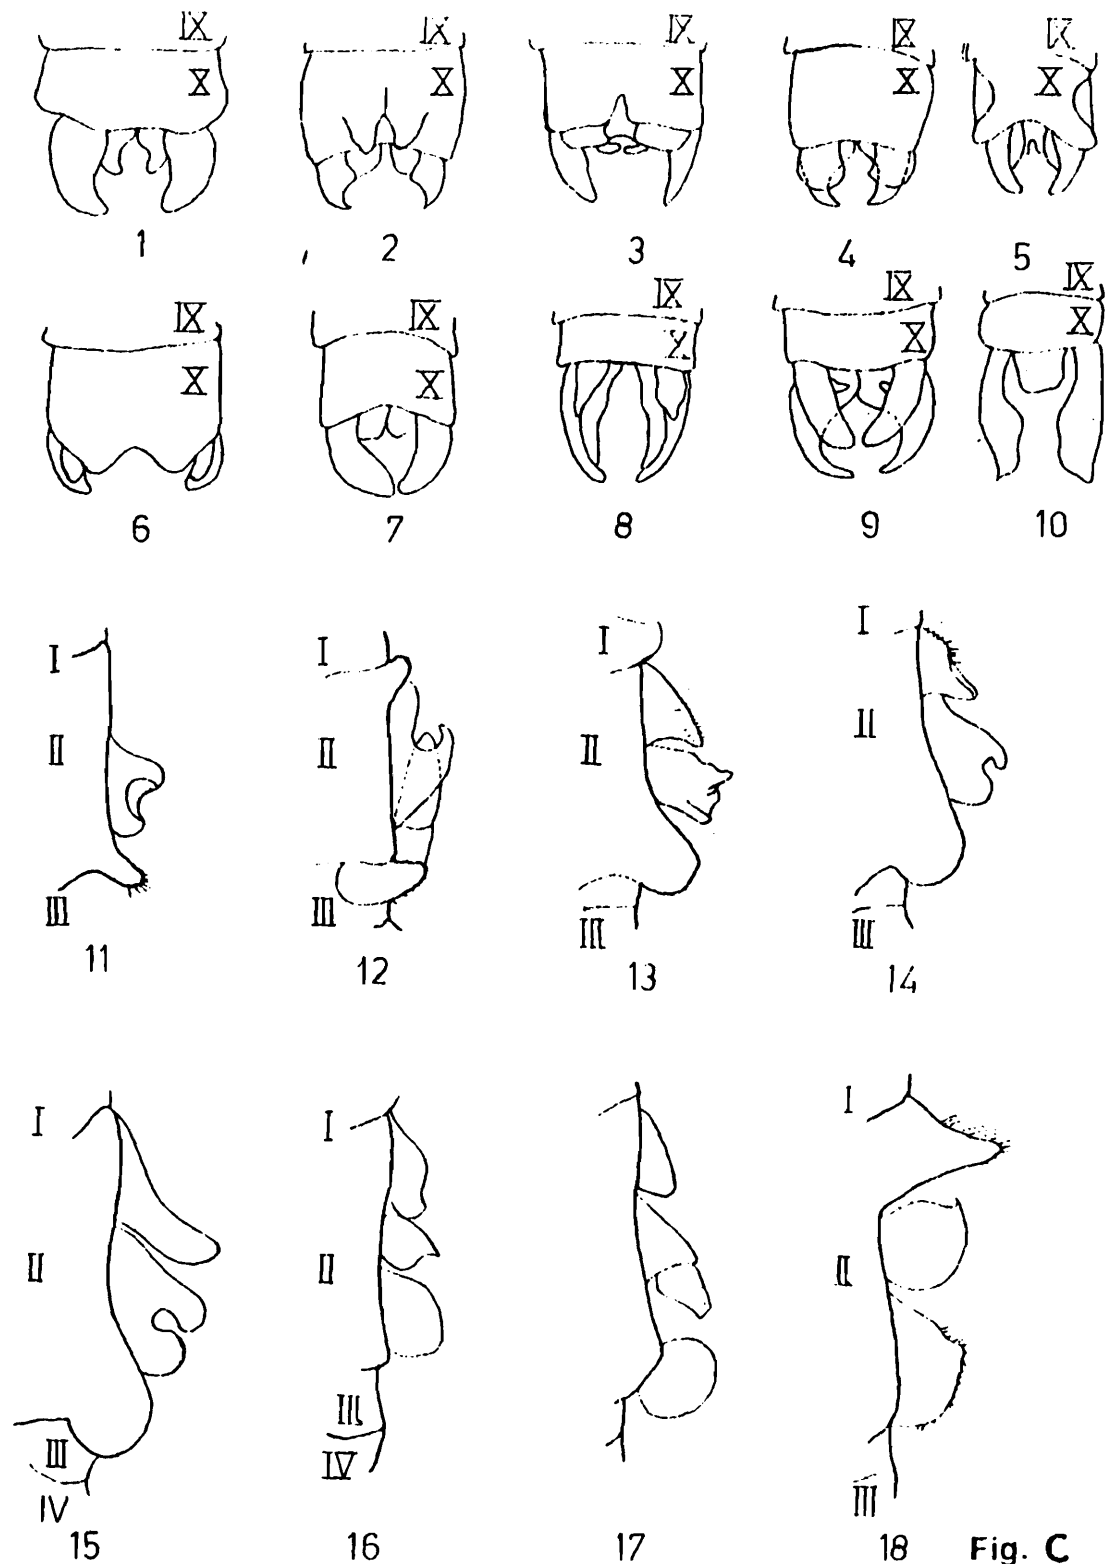 IX IX IX IX IX
X X X X X
1 2 3 4 5
IX IX IX IX IX
X X X X X
6 7 8 9 10
I I I I
II II II II
III III III III
11 12 13 14
I I I
II II II
III III III
IV IV
15 16 17 18 Fig. C